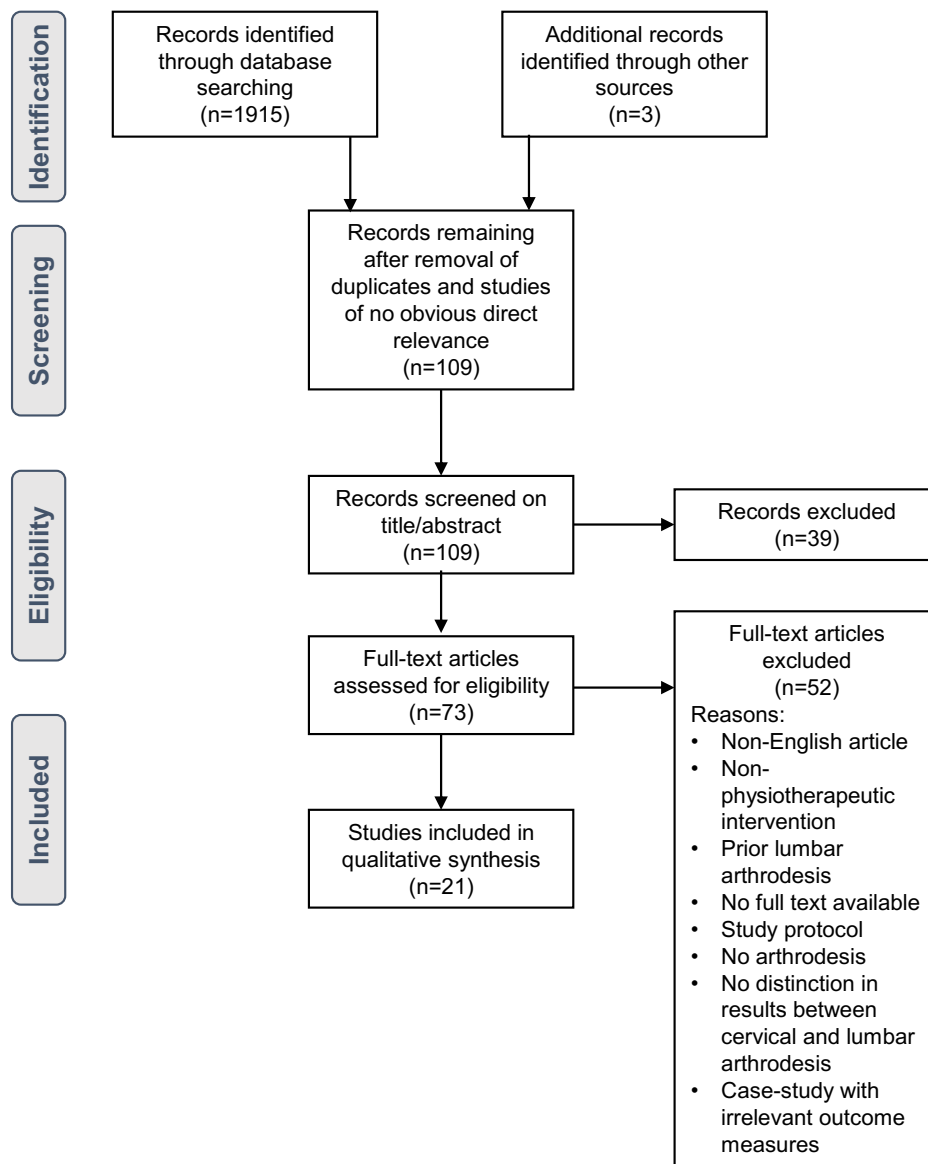 Identification
Records identified
through database
searching
(n=1915)
Additional records
identified through other
sources
(n=3)
Screening
Records remaining
after removal of
duplicates and studies
of no obvious direct
relevance
(n=109)
Eligibility
Records screened on
title/abstract
(n=109)
Records excluded
(n=39)
Full-text articles
assessed for eligibility
(n=73)
Full-text articles
excluded
(n=52)
Reasons:
• Non-English article
• Non-
physiotherapeutic
intervention
• Prior lumbar
arthrodesis
• No full text available
• Study protocol
• No arthrodesis
• No distinction in
results between
cervical and lumbar
arthrodesis
• Case-study with
irrelevant outcome
measures
Included
Studies included in
qualitative synthesis
(n=21)